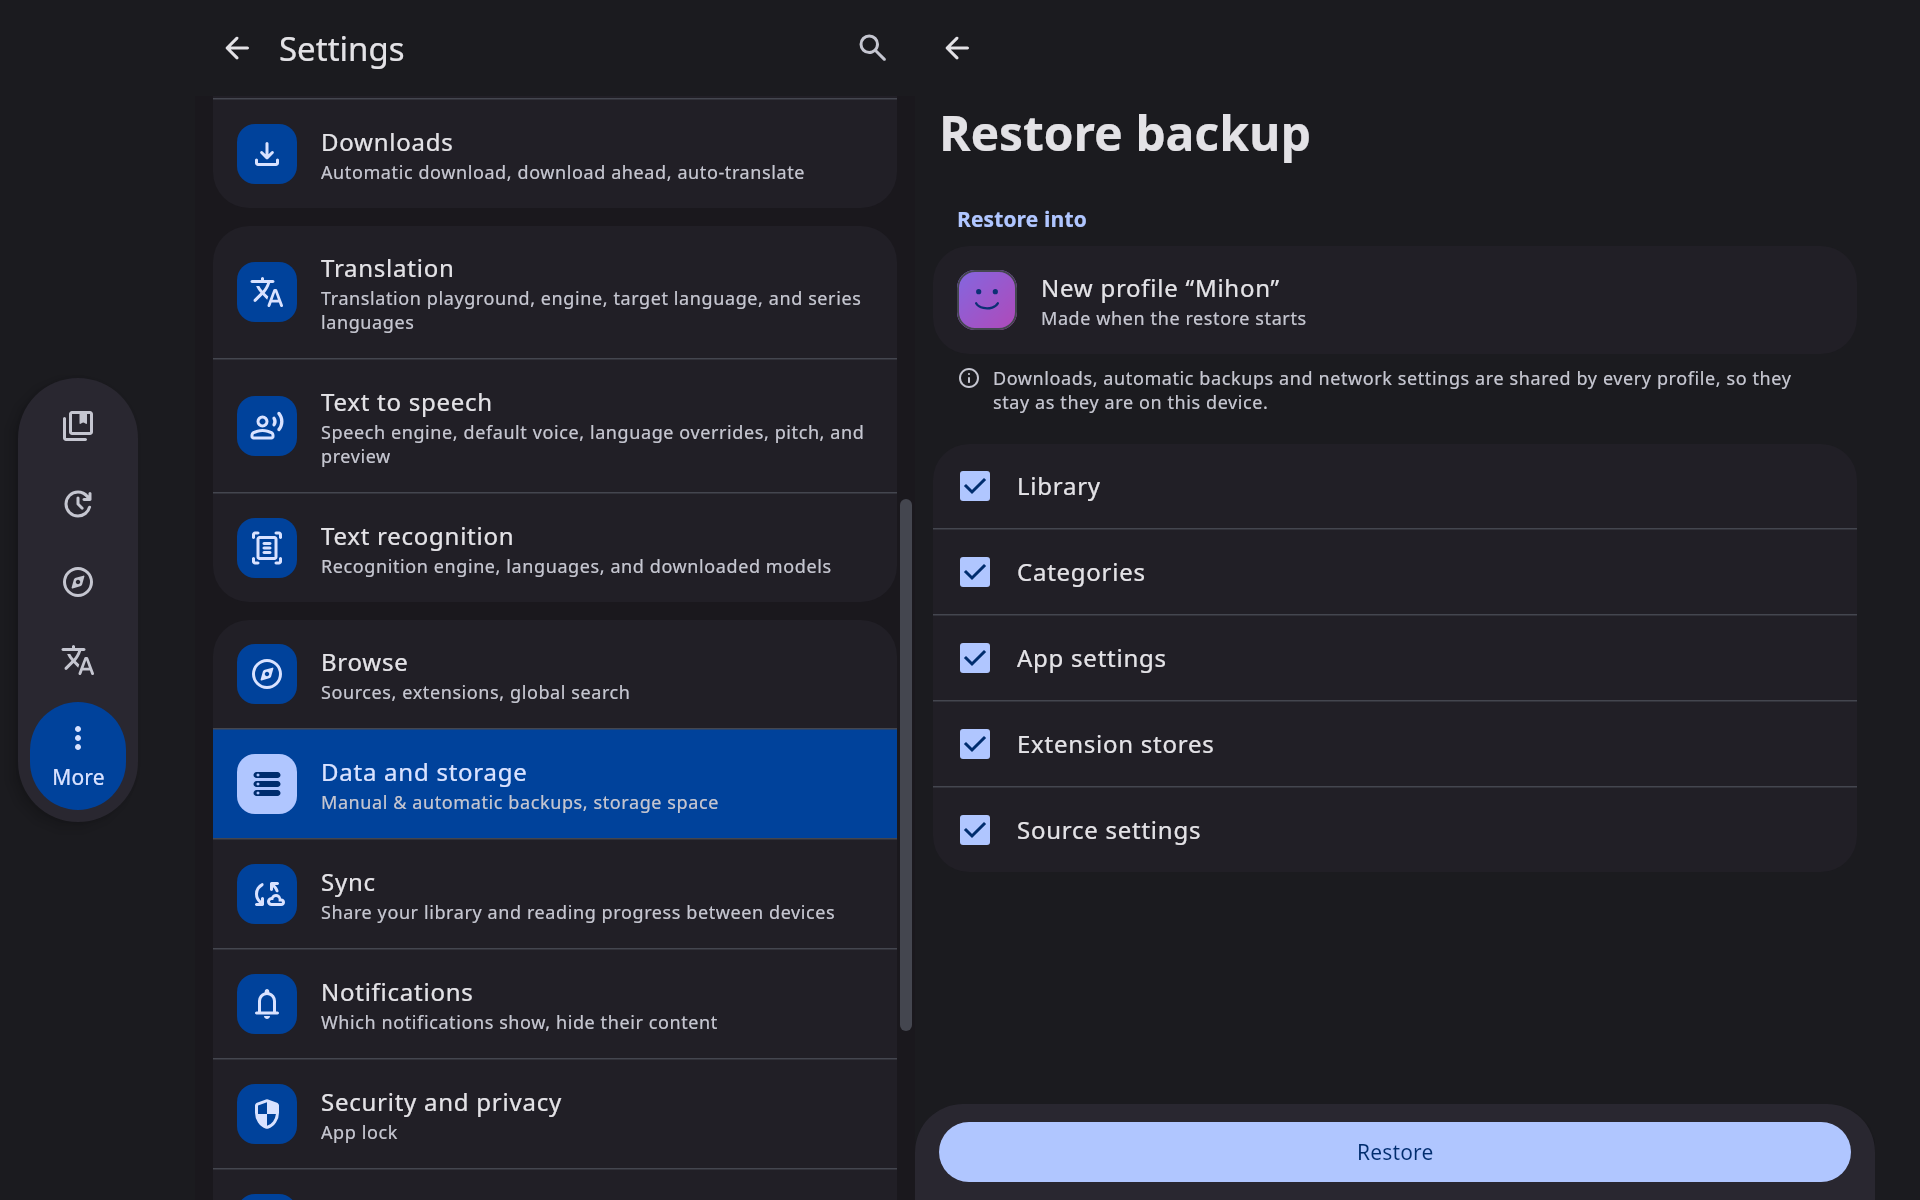 Settings
Downloads
Automatic download, download ahead, auto-translate
Translation
Translation playground, engine, target language, and series
languages
Text to speech
Speech engine, default voice, language overrides, pitch, and
preview
Text recognition
Recognition engine, languages, and downloaded models
Browse
Sources, extensions, global search
Data and storage
Manual & automatic backups, storage space
Sync
Share your library and reading progress between devices
Notifications
Which notifications show, hide their content
Security and privacy
App lock
More
Restore backup
Restore into
New profile “Mihon”
Made when the restore starts
Downloads, automatic backups and network settings are shared by every profile, so they
stay as they are on this device.
Library
Categories
App settings
Extension stores
Source settings
Restore